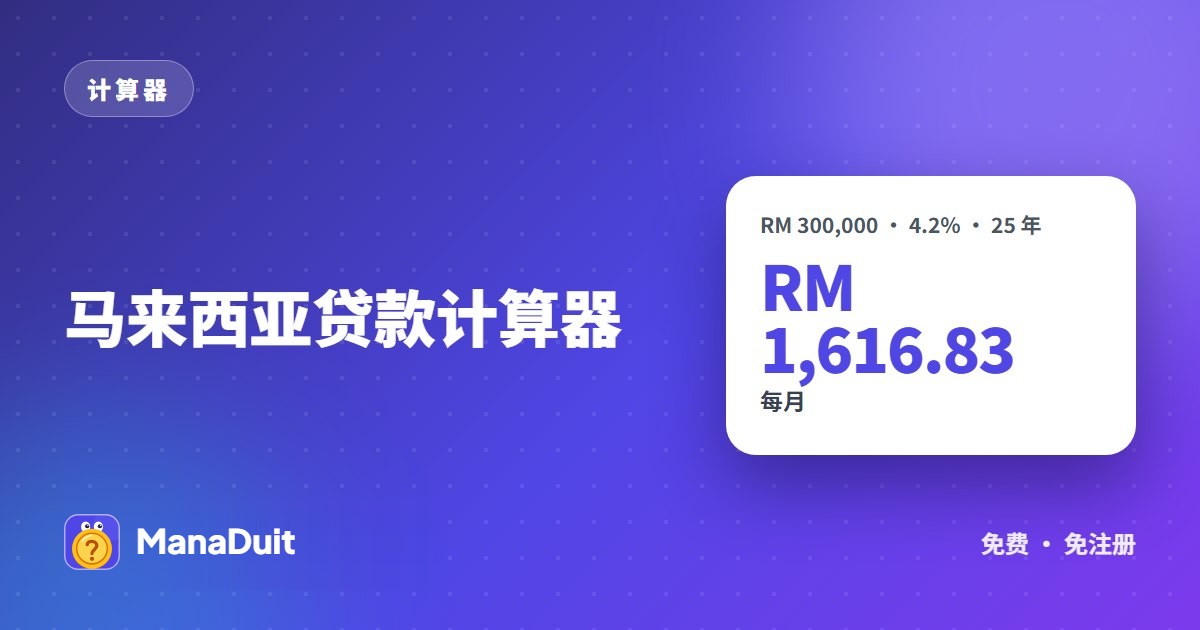 计算器
马来西亚贷款计算器
RM 300,000 · 4.2% · 25 年
RM
1,616.83
每月
?
ManaDuit
免费 · 免注册